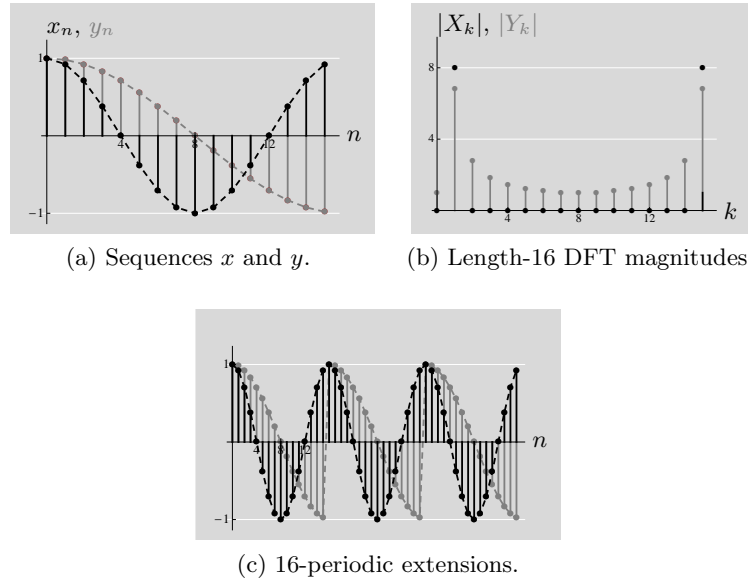 x_n, y_n
1
4
8
12
n
−1
(a) Sequences x and y.
|X_k|, |Y_k|
8
4
4
8
12
k
(b) Length-16 DFT magnitudes
1
4
8
12
n
−1
(c) 16-periodic extensions.